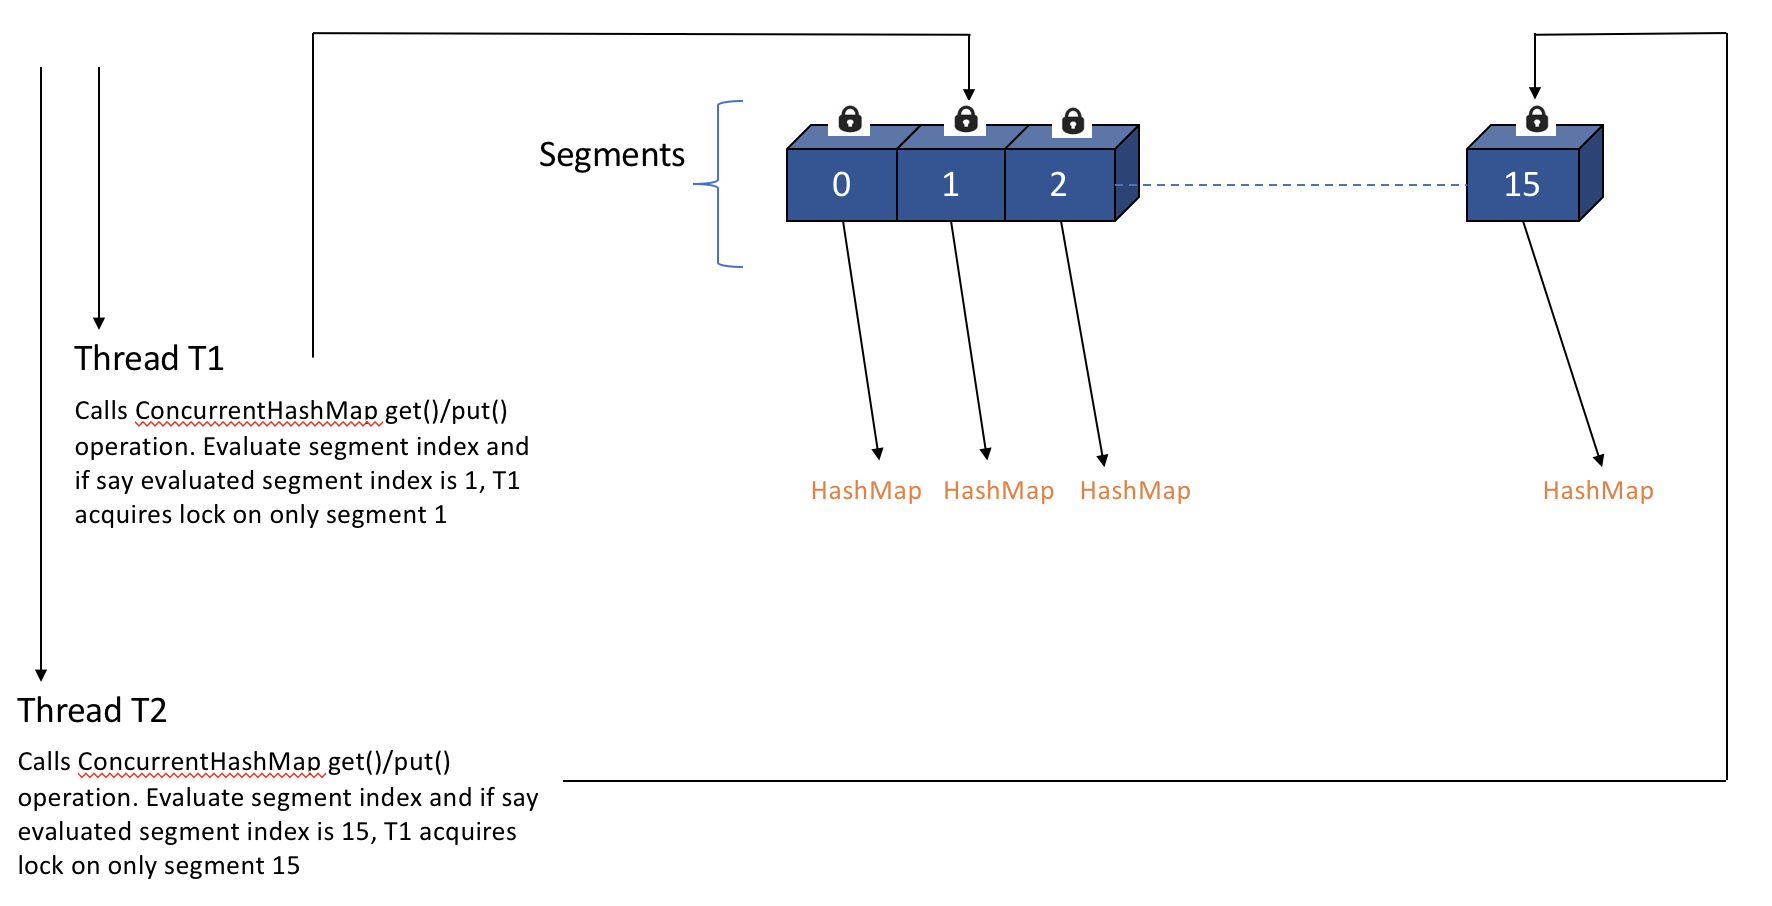 Segments
0 1 2 15
Thread T1
Calls ConcurrentHashMap get()/put()
operation. Evaluate segment index and
if say evaluated segment index is 1, T1
acquires lock on only segment 1
HashMap HashMap HashMap HashMap
Thread T2
Calls ConcurrentHashMap get()/put()
operation. Evaluate segment index and if say
evaluated segment index is 15, T1 acquires
lock on only segment 15